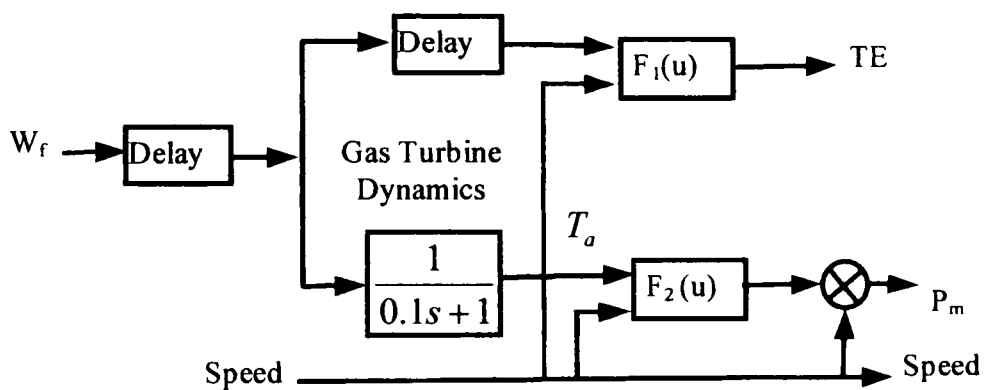 Delay
F₁(u)
TE
W_f
Delay
Gas Turbine
Dynamics
T_a
1
0.1s + 1
F₂(u)
P_m
Speed
Speed